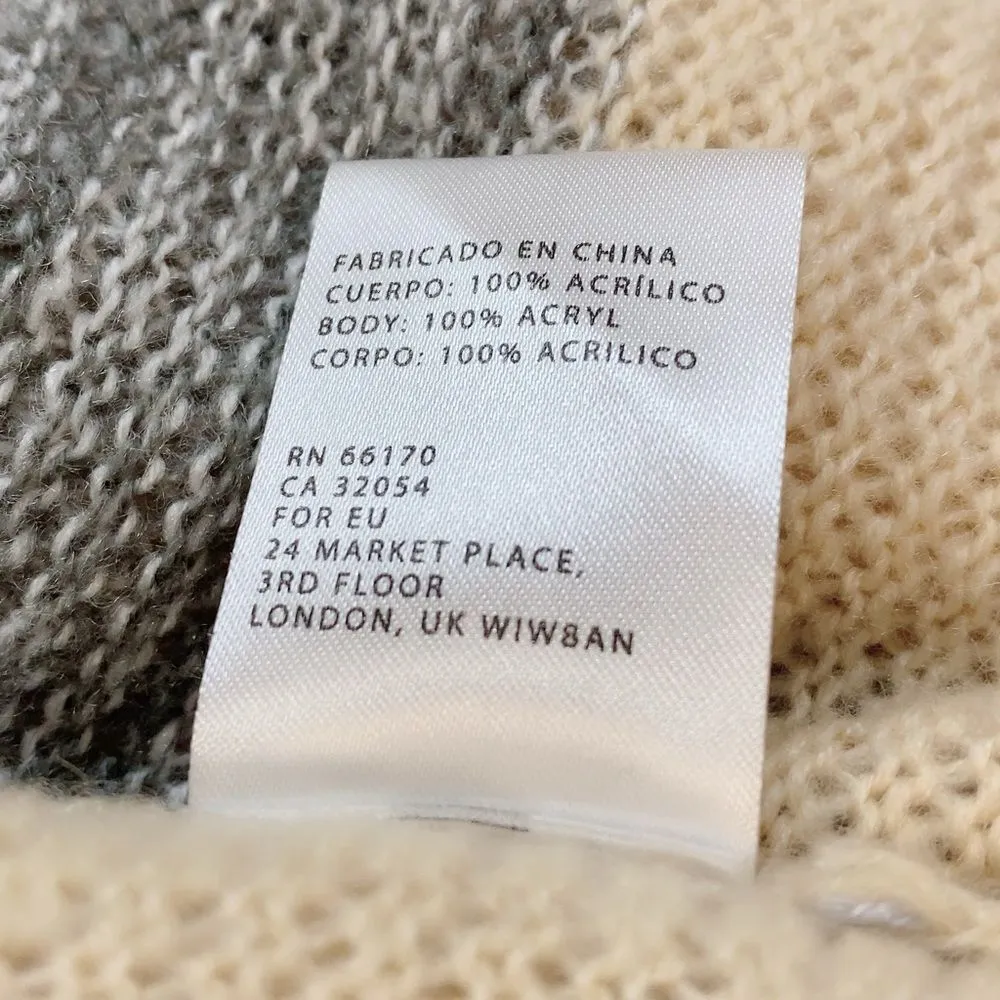 FABRICADO EN CHINA
CUERPO: 100% ACRÍLICO
BODY: 100% ACRYL
CORPO: 100% ACRILICO
RN 66170
CA 32054
FOR EU
24 MARKET PLACE,
3RD FLOOR
LONDON, UK WIW8AN